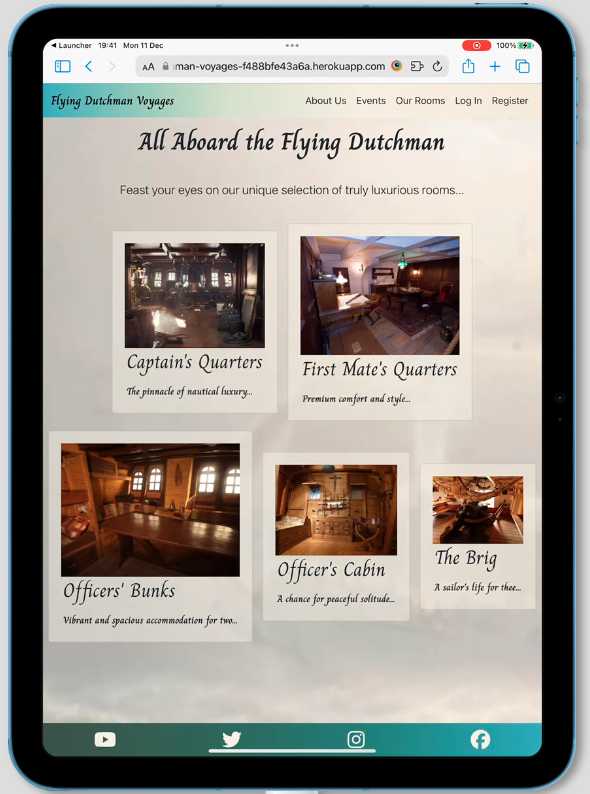 Launcher 19:41 Mon 11 Dec
100%
AA
man-voyages-f488bfe43a6a.herokuapp.com
Flying Dutchman Voyages
About Us Events Our Rooms Log In Register
All Aboard the Flying Dutchman
Feast your eyes on our unique selection of truly luxurious rooms...
Captain's Quarters
The pinnacle of nautical luxury...
First Mate's Quarters
Premium comfort and style...
Officers' Bunks
Vibrant and spacious accommodation for two...
Officer's Cabin
A chance for peaceful solitude...
The Brig
A sailor's life for thee...